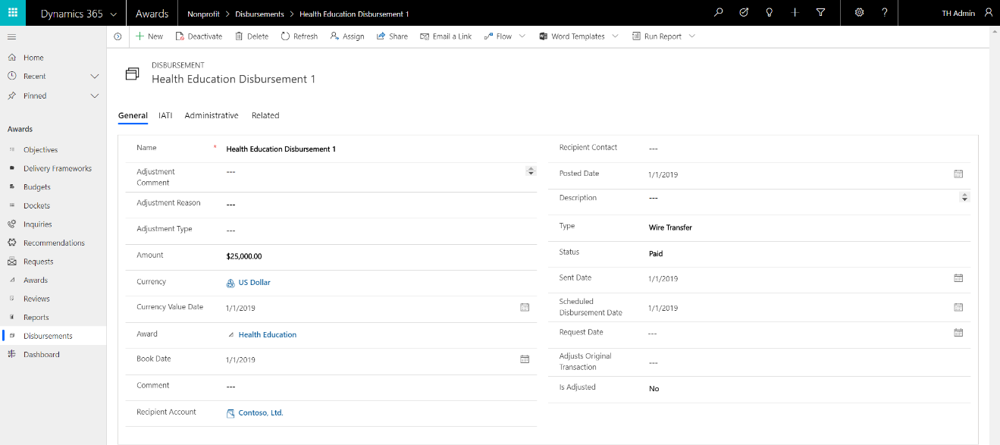 Dynamics 365
Awards
Nonprofit > Disbursements > Health Education Disbursement 1
TH Admin
New
Deactivate
Delete
Refresh
Assign
Share
Email a Link
Flow
Word Templates
Run Report
Home
Recent
Pinned
Awards
Objectives
Delivery Frameworks
Budgets
Dockets
Inquiries
Recommendations
Requests
Awards
Reviews
Reports
Disbursements
Dashboard
DISBURSEMENT
Health Education Disbursement 1
General
IATI
Administrative
Related
Name * Health Education Disbursement 1
Adjustment
Comment
---
Adjustment Reason ---
Adjustment Type ---
Amount $25,000.00
Currency US Dollar
Currency Value Date 1/1/2019
Award Health Education
Book Date 1/1/2019
Comment ---
Recipient Account Contoso, Ltd.
Recipient Contact ---
Posted Date 1/1/2019
Description ---
Type Wire Transfer
Status Paid
Sent Date 1/1/2019
Scheduled
Disbursement Date
1/1/2019
Request Date ---
Adjusts Original
Transaction
---
Is Adjusted No